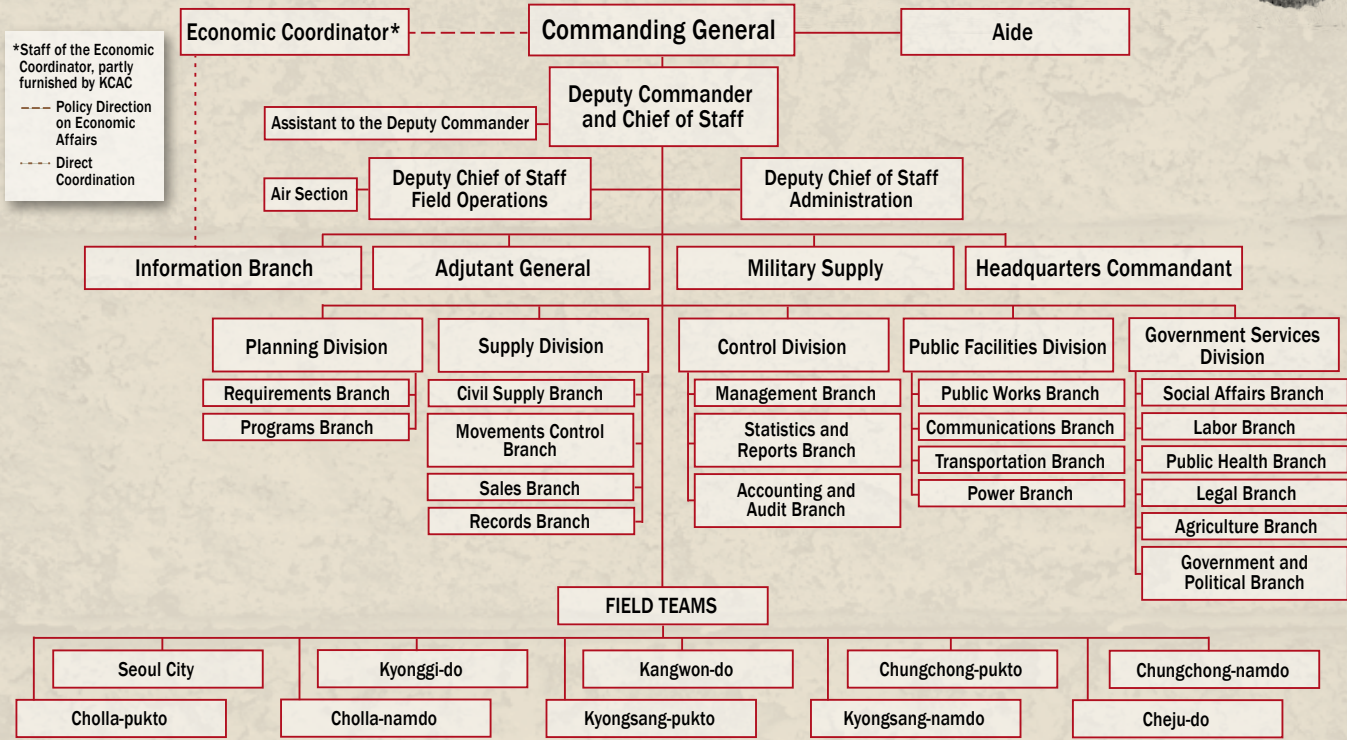 Economic Coordinator*
Commanding General
Aide
*Staff of the Economic
Coordinator, partly
furnished by KCAC
Policy Direction
on Economic
Affairs
Direct
Coordination
Deputy Commander
and Chief of Staff
Assistant to the Deputy Commander
Air Section
Deputy Chief of Staff
Field Operations
Deputy Chief of Staff
Administration
Information Branch
Adjutant General
Military Supply
Headquarters Commandant
Planning Division
Requirements Branch
Programs Branch
Supply Division
Civil Supply Branch
Movements Control
Branch
Sales Branch
Records Branch
Control Division
Management Branch
Statistics and
Reports Branch
Accounting and
Audit Branch
Public Facilities Division
Public Works Branch
Communications Branch
Transportation Branch
Power Branch
Government Services
Division
Social Affairs Branch
Labor Branch
Public Health Branch
Legal Branch
Agriculture Branch
Government and
Political Branch
FIELD TEAMS
Seoul City
Kyonggi-do
Kangwon-do
Chungchong-pukto
Chungchong-namdo
Cholla-pukto
Cholla-namdo
Kyongsang-pukto
Kyongsang-namdo
Cheju-do